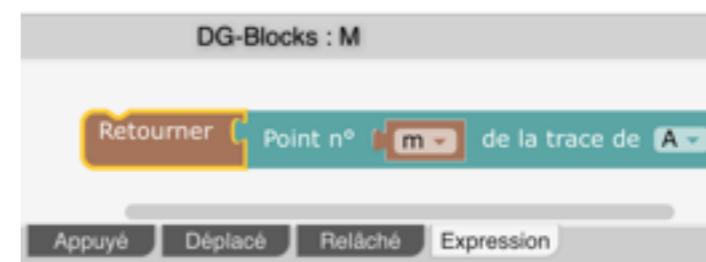 DG-Blocks : M
Retourner Point n° m de la trace de A
Appuyé Déplacé Relâché Expression